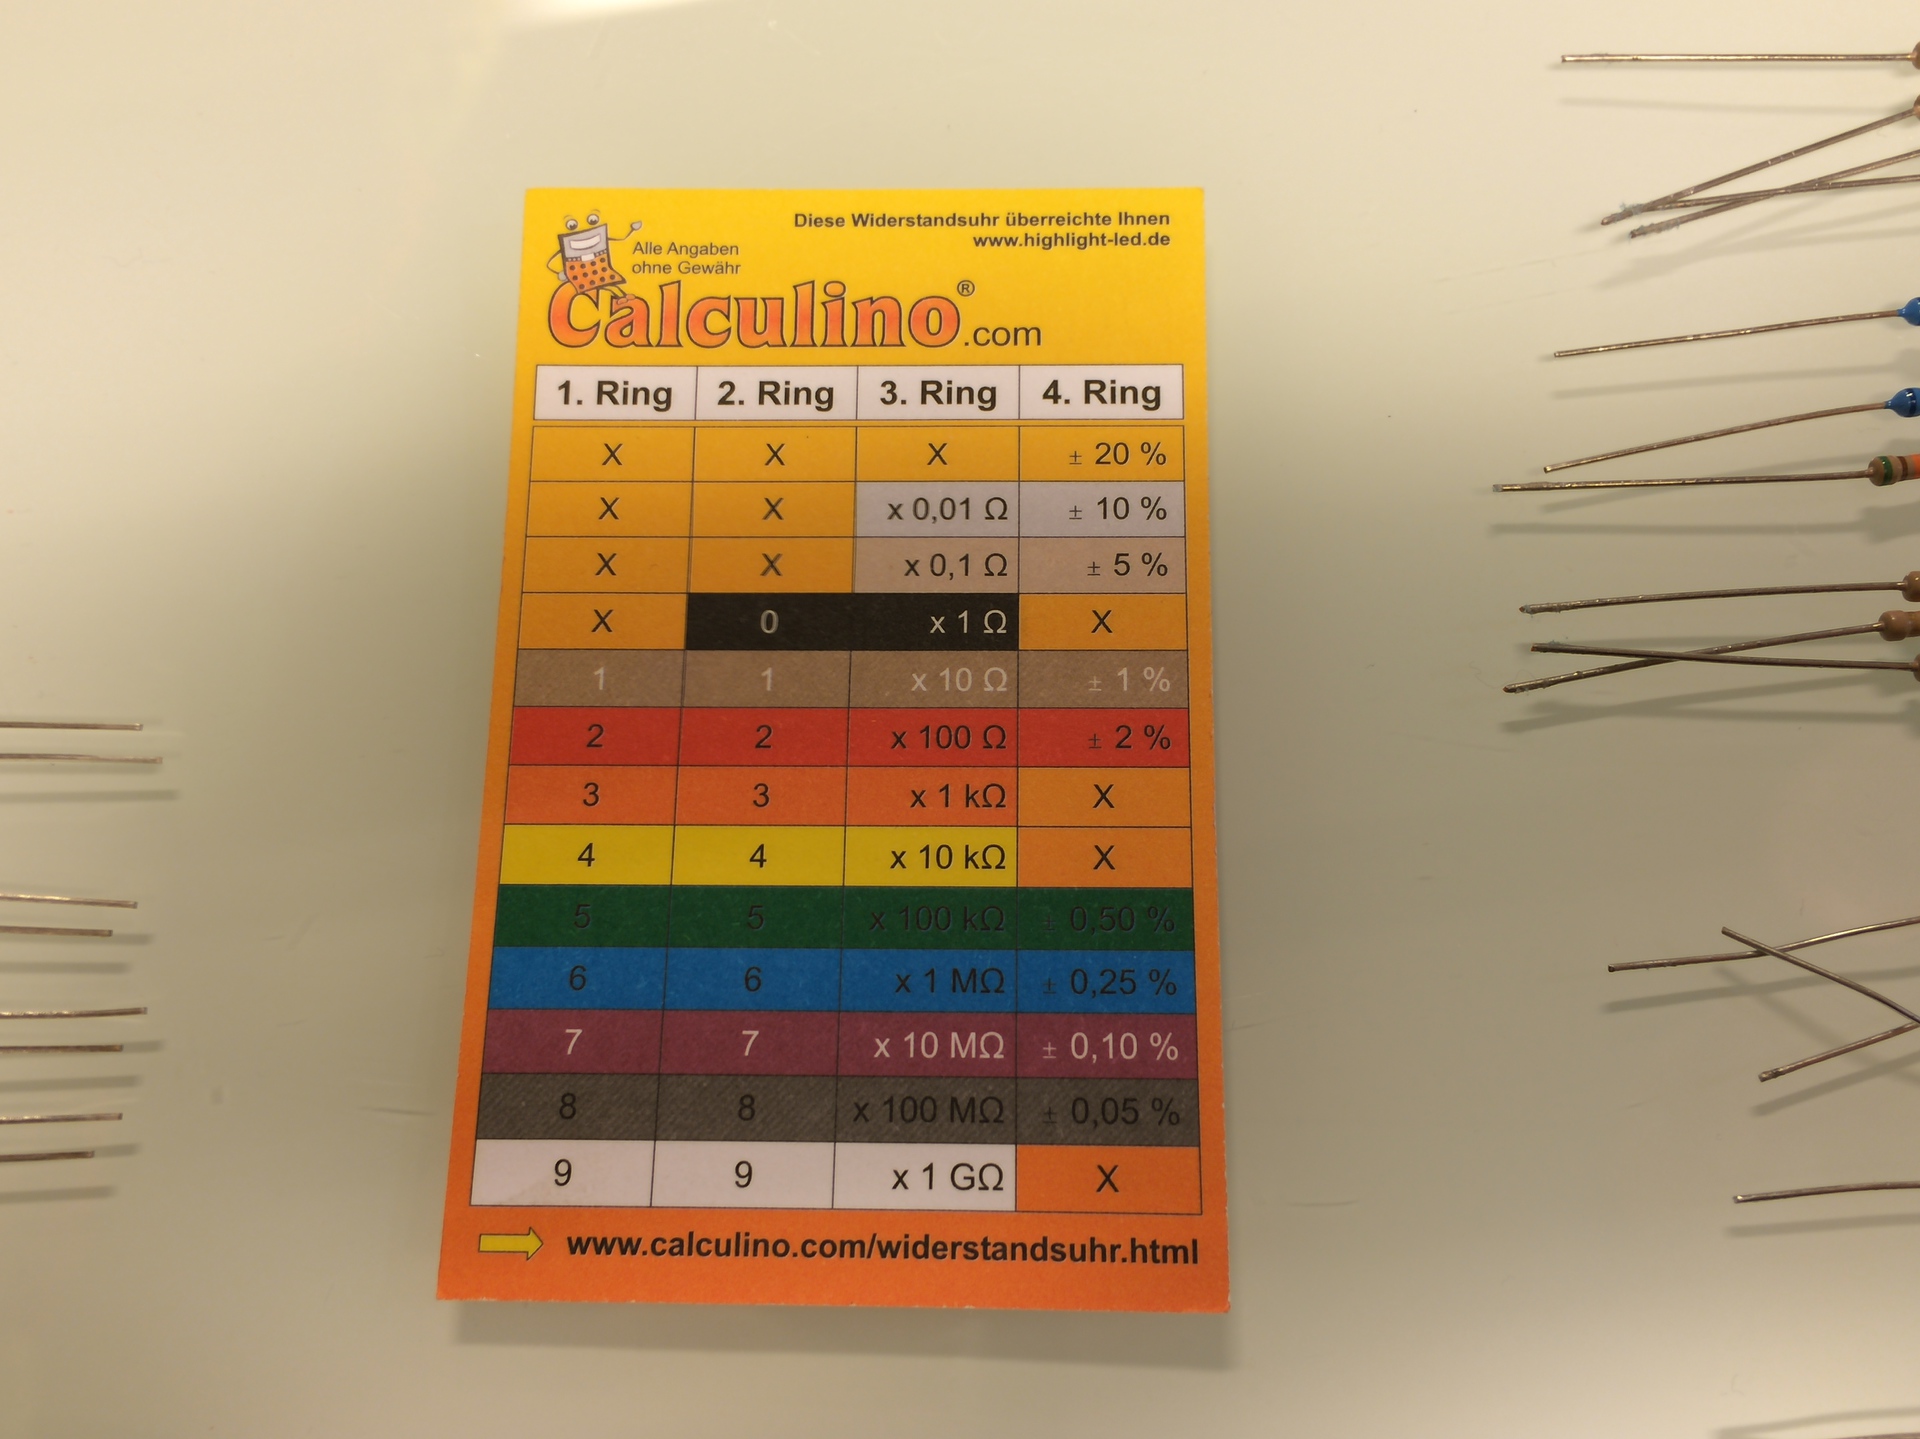 Diese Widerstandsuhr überreichte Ihnen
www.highlight-led.de
Alle Angaben
ohne Gewähr
Calculino®.com
1. Ring 2. Ring 3. Ring 4. Ring
X X X ± 20 %
X X x 0,01 Ω ± 10 %
X X x 0,1 Ω ± 5 %
X 0 x 1 Ω X
1 1 x 10 Ω ± 1 %
2 2 x 100 Ω ± 2 %
3 3 x 1 kΩ X
4 4 x 10 kΩ X
5 5 x 100 kΩ ± 0,50 %
6 6 x 1 MΩ ± 0,25 %
7 7 x 10 MΩ ± 0,10 %
8 8 x 100 MΩ ± 0,05 %
9 9 x 1 GΩ X
www.calculino.com/widerstandsuhr.html